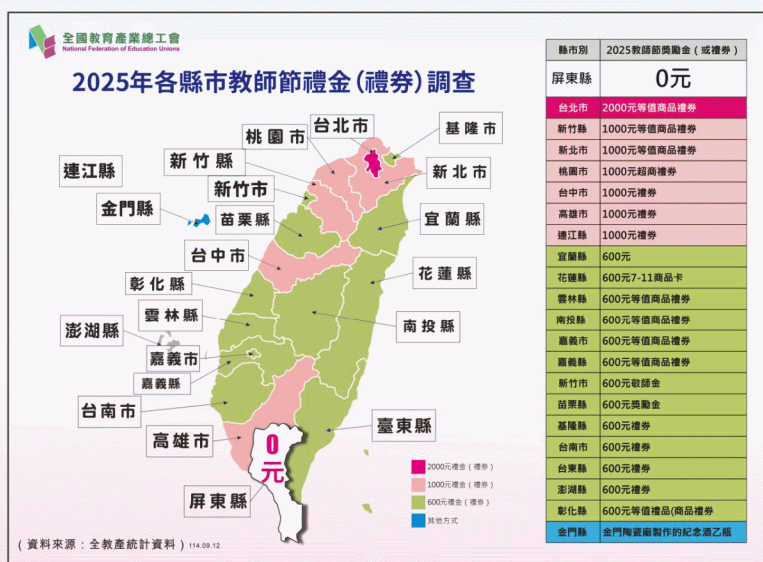 全國教育產業總工會
National Federation of Education Unions
2025年各縣市教師節禮金(禮券)調查
台北市
基隆市
桃園市
連江縣
新竹縣
新北市
新竹市
金門縣
苗栗縣
宜蘭縣
台中市
花蓮縣
彰化縣
雲林縣
南投縣
澎湖縣
嘉義市
嘉義縣
台南市
臺東縣
高雄市
0元
屏東縣
2000元禮金(禮券)
1000元禮金(禮券)
600元禮金(禮券)
其他方式
(資料來源:全教產統計資料) 114.09.12
縣市別 2025教師節獎勵金(或禮券)
屏東縣 0元
台北市 2000元等值商品禮券
新竹縣 1000元等值商品禮券
新北市 1000元等值商品禮券
桃園市 1000元超商禮券
台中市 1000元禮券
高雄市 1000元禮券
連江縣 1000元禮券
宜蘭縣 600元
花蓮縣 600元7-11商品卡
雲林縣 600元等值商品禮券
南投縣 600元等值商品禮券
嘉義市 600元等值商品禮券
嘉義縣 600元等值商品禮券
新竹市 600元敬師金
苗栗縣 600元獎勵金
基隆縣 600元禮券
台南市 600元禮券
台東縣 600元禮券
澎湖縣 600元禮券
彰化縣 600元等值禮品(商品禮券
金門縣 金門陶瓷廠製作的紀念酒乙瓶